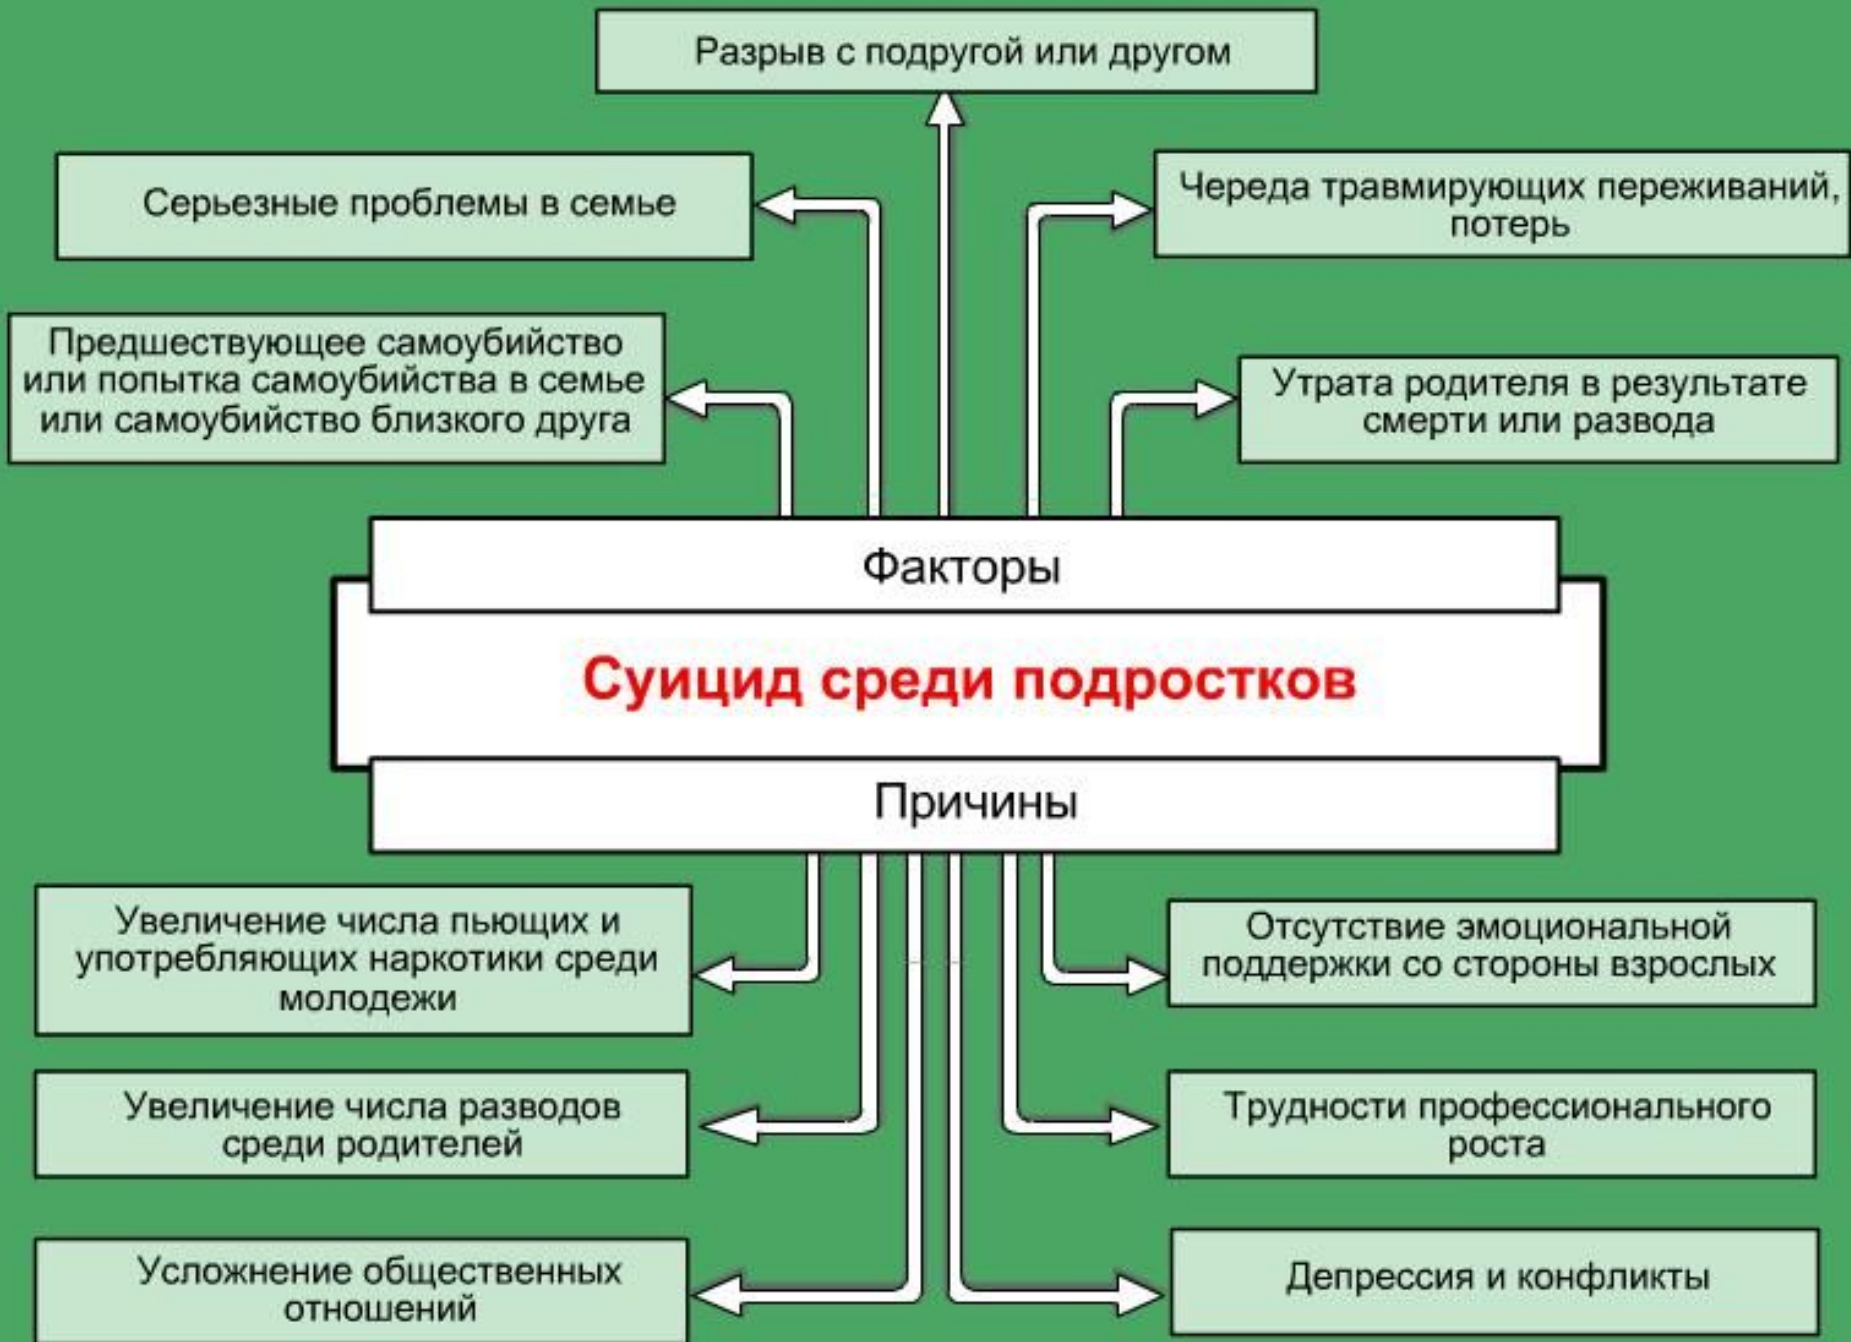 Разрыв с подругой или другом
Серьезные проблемы в семье
Череда травмирующих переживаний,
потерь
Предшествующее самоубийство
или попытка самоубийства в семье
или самоубийство близкого друга
Утрата родителя в результате
смерти или развода
Факторы
Суицид среди подростков
Причины
Увеличение числа пьющих и
употребляющих наркотики среди
молодежи
Отсутствие эмоциональной
поддержки со стороны взрослых
Увеличение числа разводов
среди родителей
Трудности профессионального
роста
Усложнение общественных
отношений
Депрессия и конфликты